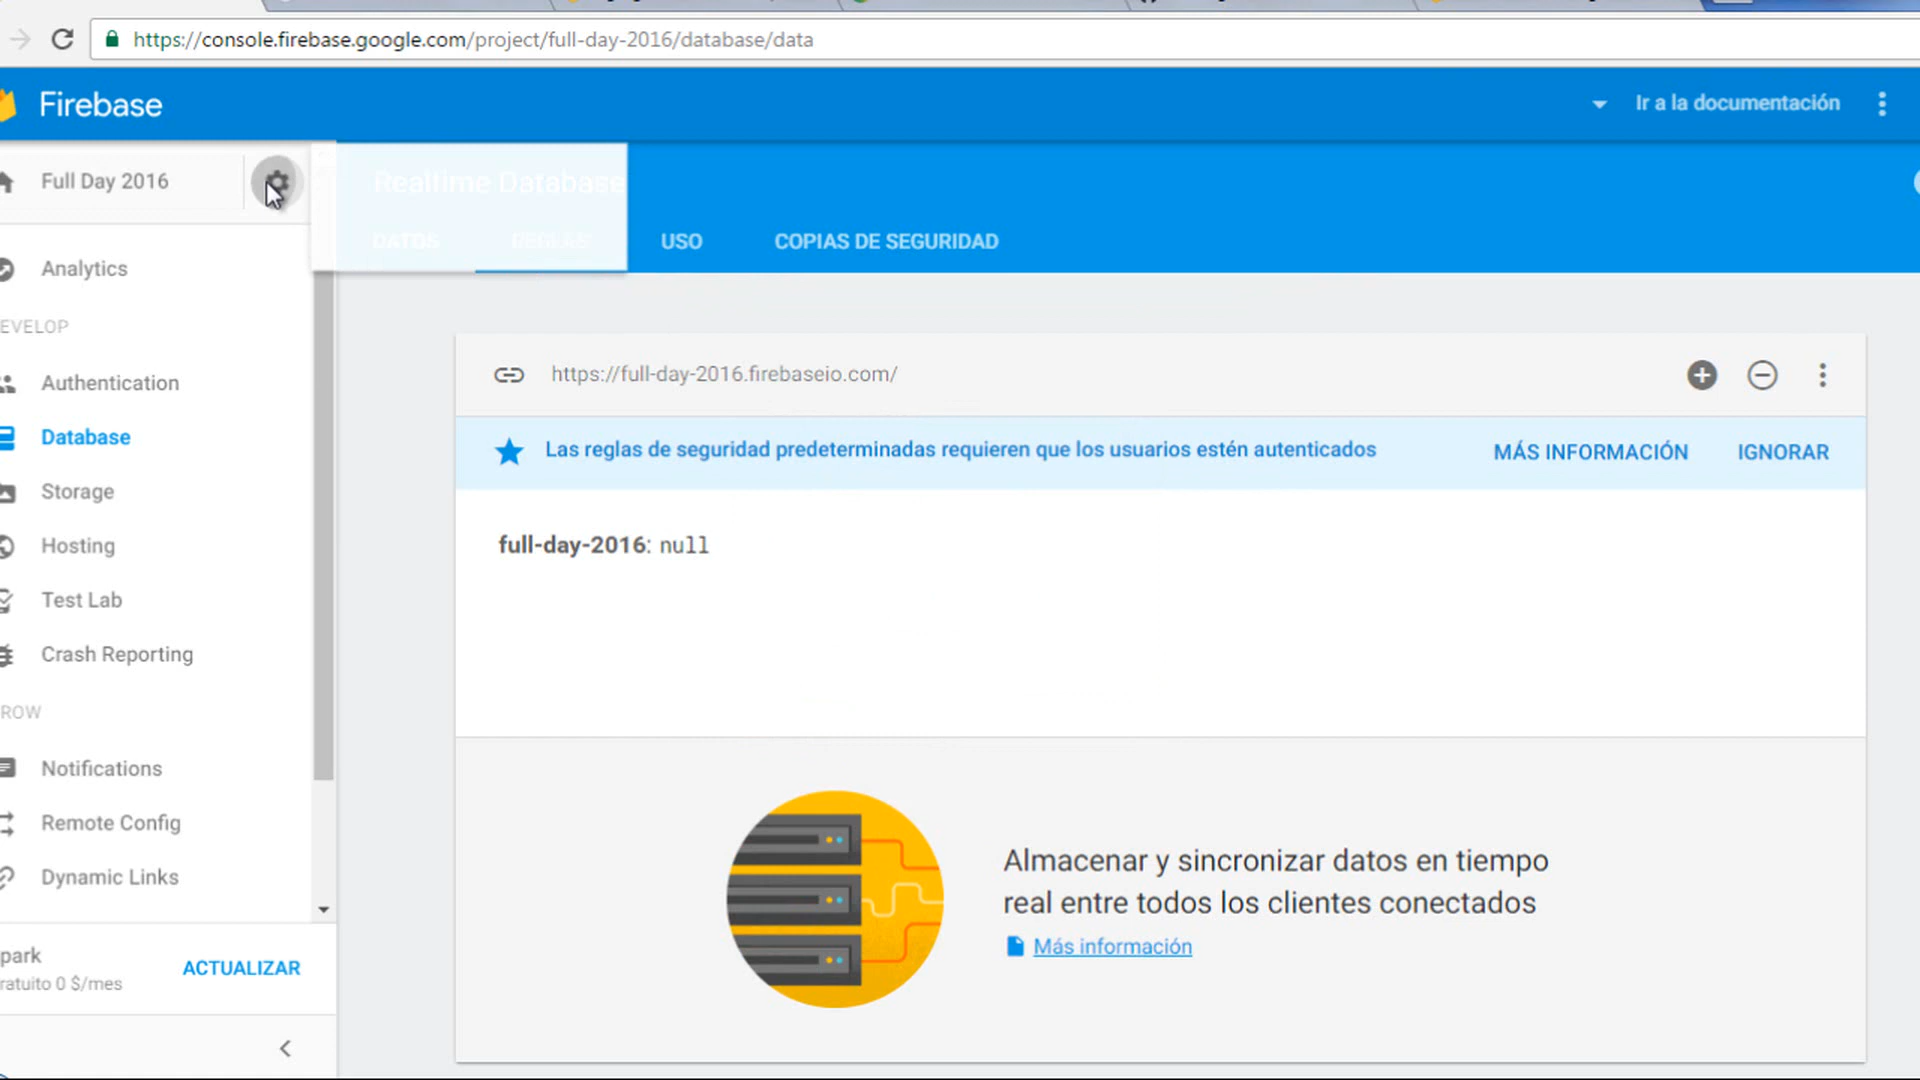 https://console.firebase.google.com/project/full-day-2016/database/data
Firebase
Ir a la documentación
Full Day 2016
Realtime Database
DATOS
REGLAS
USO
COPIAS DE SEGURIDAD
Analytics
EVELOP
Authentication
Database
Storage
Hosting
Test Lab
Crash Reporting
ROW
Notifications
Remote Config
Dynamic Links
park
ratuito 0 $/mes
ACTUALIZAR
https://full-day-2016.firebaseio.com/
Las reglas de seguridad predeterminadas requieren que los usuarios estén autenticados
MÁS INFORMACIÓN
IGNORAR
full-day-2016: null
Almacenar y sincronizar datos en tiempo
real entre todos los clientes conectados
Más información